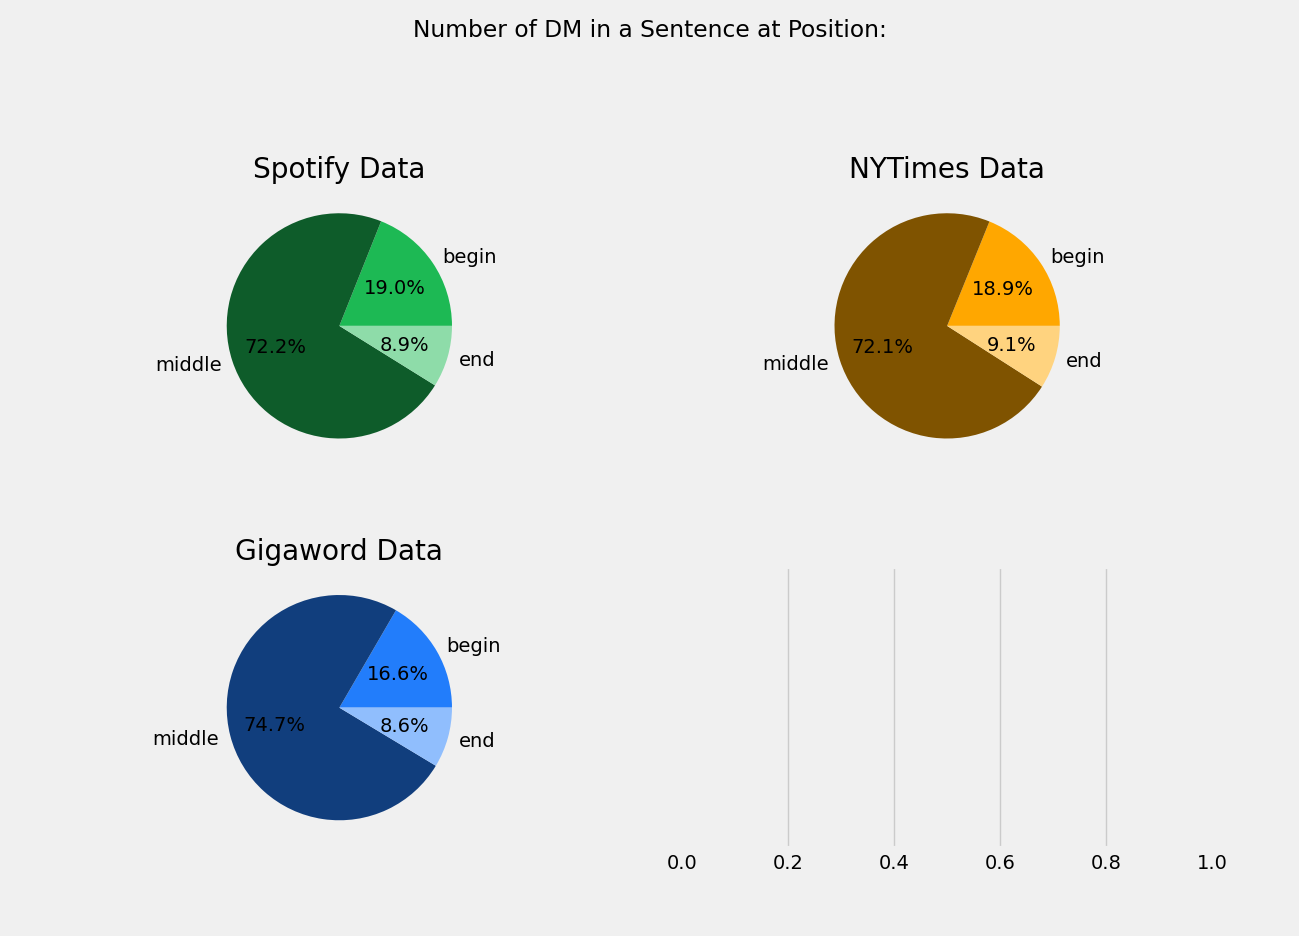 Number of DM in a Sentence at Position:
Spotify Data
begin
19.0%
72.2%
8.9%
middle
end
NYTimes Data
begin
18.9%
72.1%
9.1%
middle
end
Gigaword Data
begin
16.6%
74.7%
8.6%
middle
end
0.0 0.2 0.4 0.6 0.8 1.0